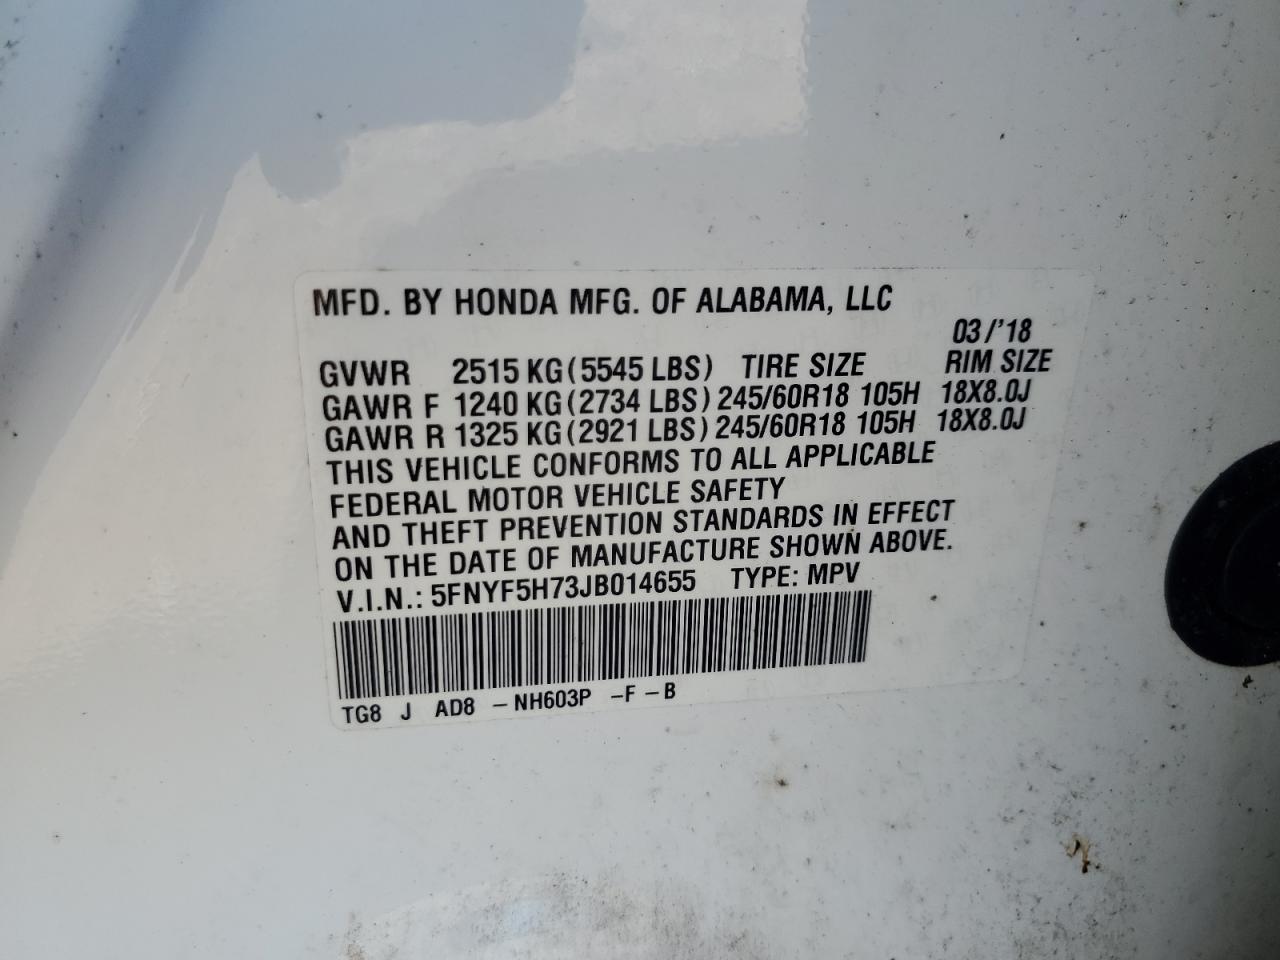 MFD. BY HONDA MFG. OF ALABAMA, LLC
03/'18
GVWR 2515 KG (5545 LBS) TIRE SIZE RIM SIZE
GAWR F 1240 KG (2734 LBS) 245/60R18 105H 18X8.0J
GAWR R 1325 KG (2921 LBS) 245/60R18 105H 18X8.0J
THIS VEHICLE CONFORMS TO ALL APPLICABLE
FEDERAL MOTOR VEHICLE SAFETY
AND THEFT PREVENTION STANDARDS IN EFFECT
ON THE DATE OF MANUFACTURE SHOWN ABOVE.
V.I.N.: 5FNYF5H73JB014655 TYPE: MPV
TG8 J AD8 - NH603P -F - B